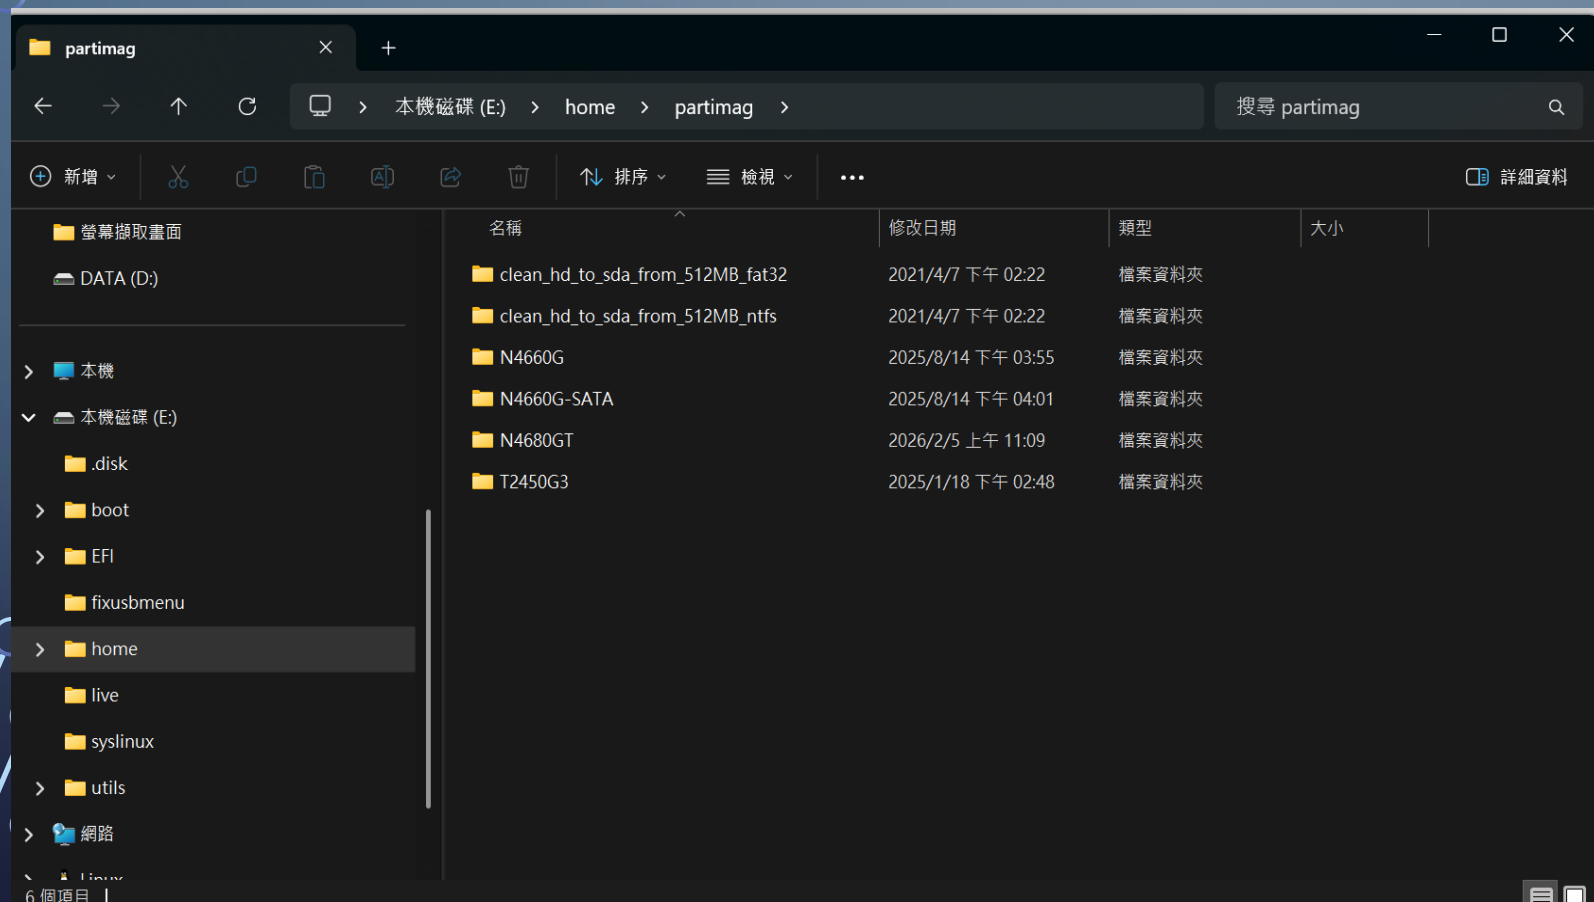 partimag
本機磁碟 (E:) home partimag
搜尋 partimag
新增 排序 檢視 詳細資料
螢幕擷取畫面
DATA (D:)
本機
本機磁碟 (E:)
.disk
boot
EFI
fixusbmenu
home
live
syslinux
utils
網路
Linux
名稱 修改日期 類型 大小
clean_hd_to_sda_from_512MB_fat32 2021/4/7 下午 02:22 檔案資料夾
clean_hd_to_sda_from_512MB_ntfs 2021/4/7 下午 02:22 檔案資料夾
N4660G 2025/8/14 下午 03:55 檔案資料夾
N4660G-SATA 2025/8/14 下午 04:01 檔案資料夾
N4680GT 2026/2/5 上午 11:09 檔案資料夾
T2450G3 2025/1/18 下午 02:48 檔案資料夾
6 個項目